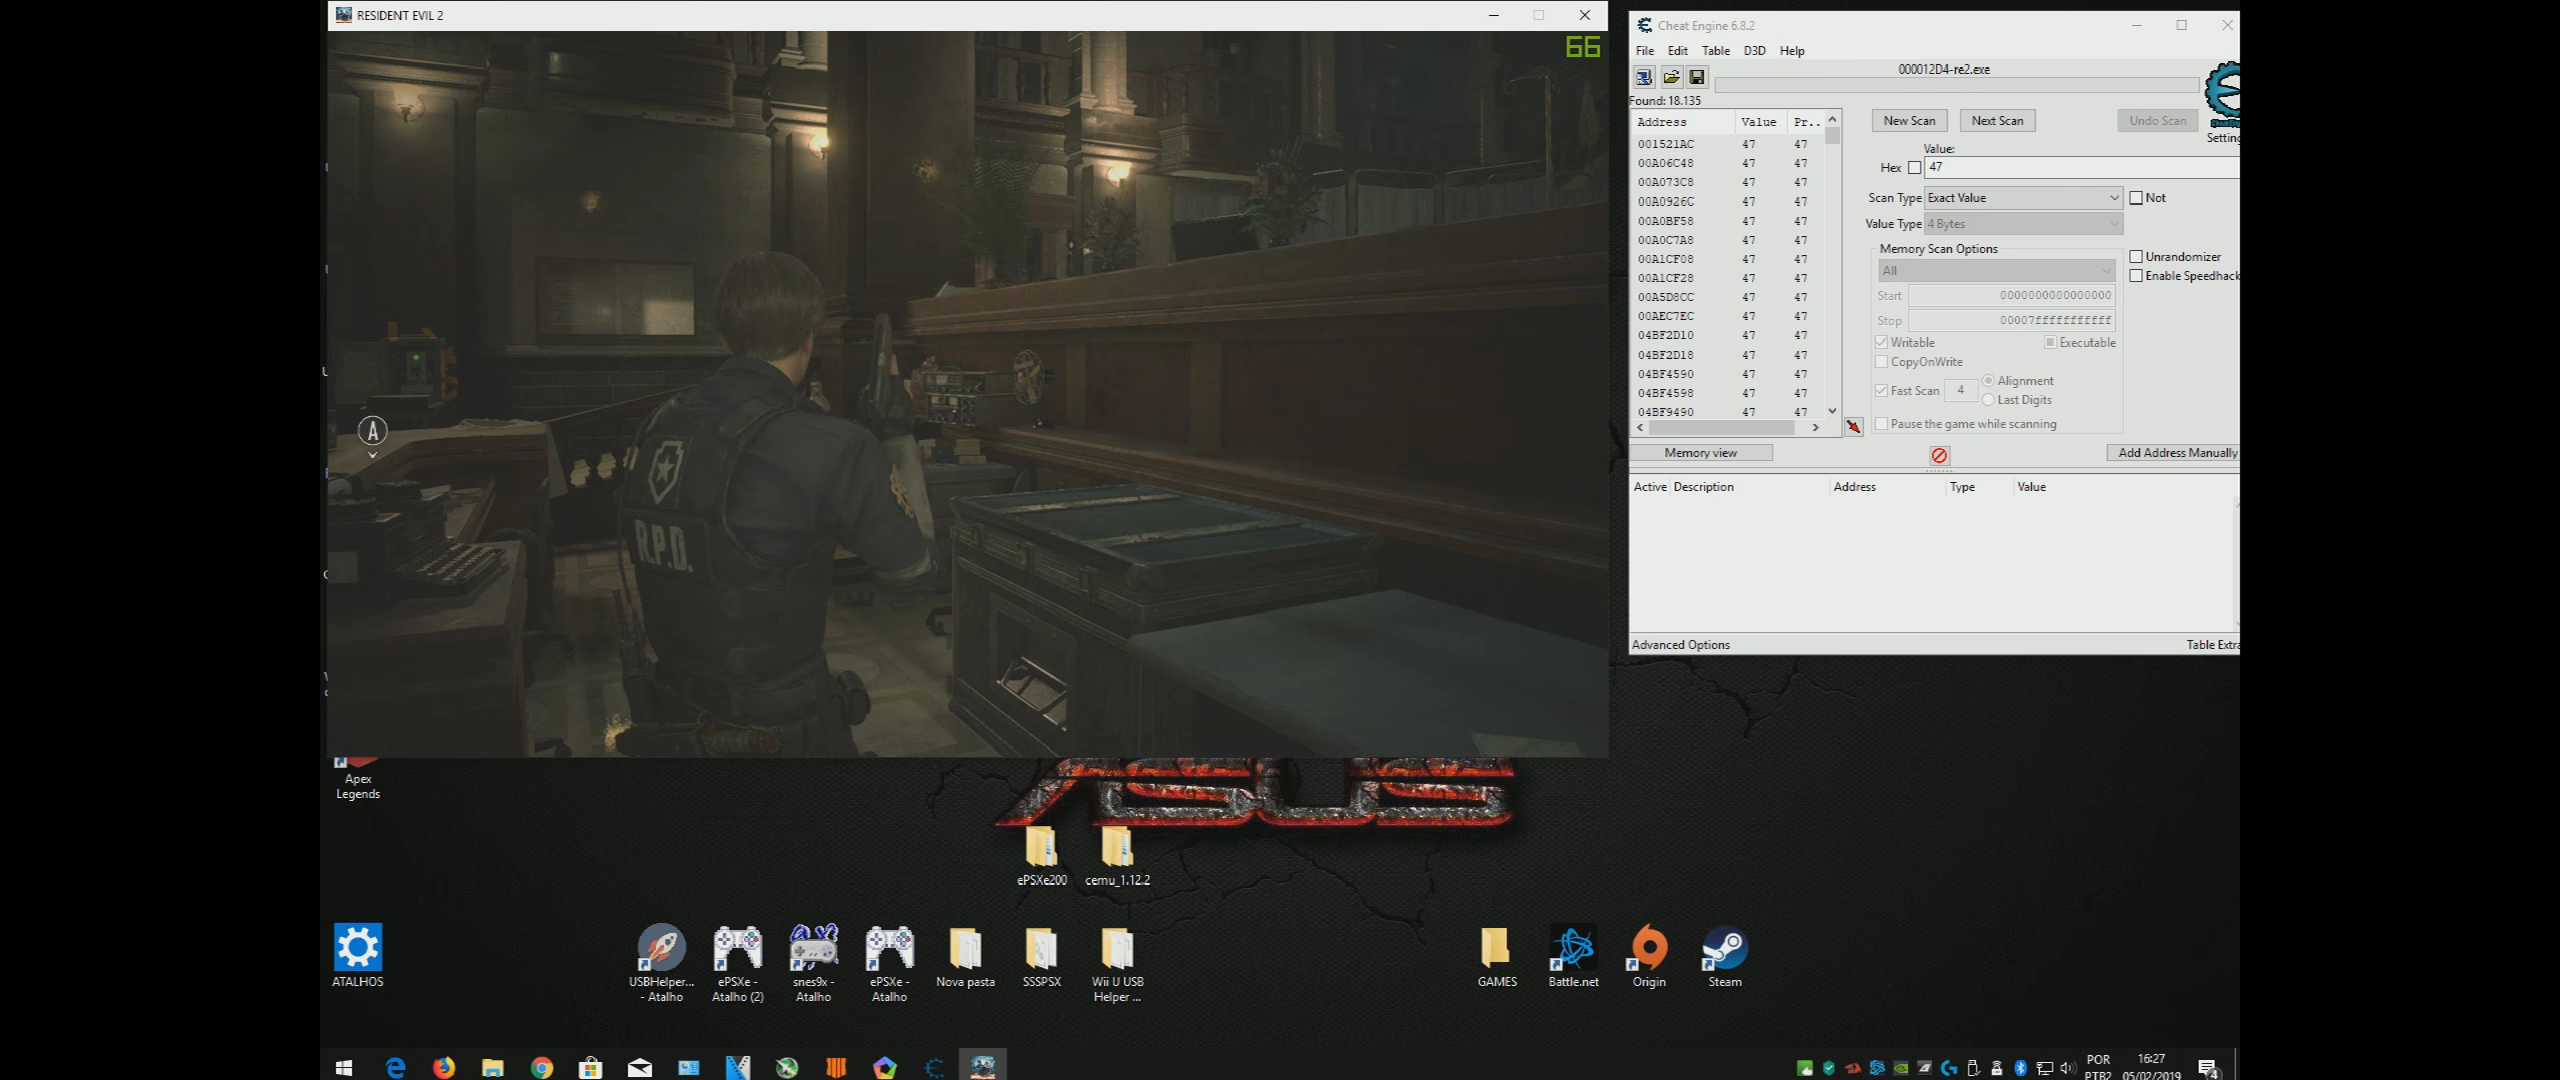 RESIDENT EVIL 2
66
A
R.P.D.
Cheat Engine 6.8.2
File Edit Table D3D Help
000012D4-re2.exe
Found: 18.135
Address Value Pr..
001521AC 47 47
00A06C48 47 47
00A073C8 47 47
00A0926C 47 47
00A0BF58 47 47
00A0C7A8 47 47
00A1CF08 47 47
00A1CF28 47 47
00A5D8CC 47 47
00AEC7EC 47 47
04BF2D10 47 47
04BF2D18 47 47
04BF4590 47 47
04BF4598 47 47
04BF9490 47 47
New Scan Next Scan Undo Scan
Setting
Value:
Hex 47
Scan Type Exact Value Not
Value Type 4 Bytes
Memory Scan Options
All
Unrandomizer
Enable Speedhack
Start 0000000000000000
Stop 00007fffffffffff
Writable Executable
CopyOnWrite
Fast Scan 4 Alignment
Last Digits
Pause the game while scanning
Memory view Add Address Manually
Active Description Address Type Value
Advanced Options Table Extra
Apex
Legends
ASUS
ePSXe200
cemu_1.12.2
ATALHOS
USBHelper...
- Atalho
ePSXe -
Atalho (2)
snes9x -
Atalho
ePSXe -
Atalho
Nova pasta
SSSPSX
Wii U USB
Helper ...
GAMES
Battle.net
Origin
Steam
POR
PTB2
16:27
05/02/2019
4